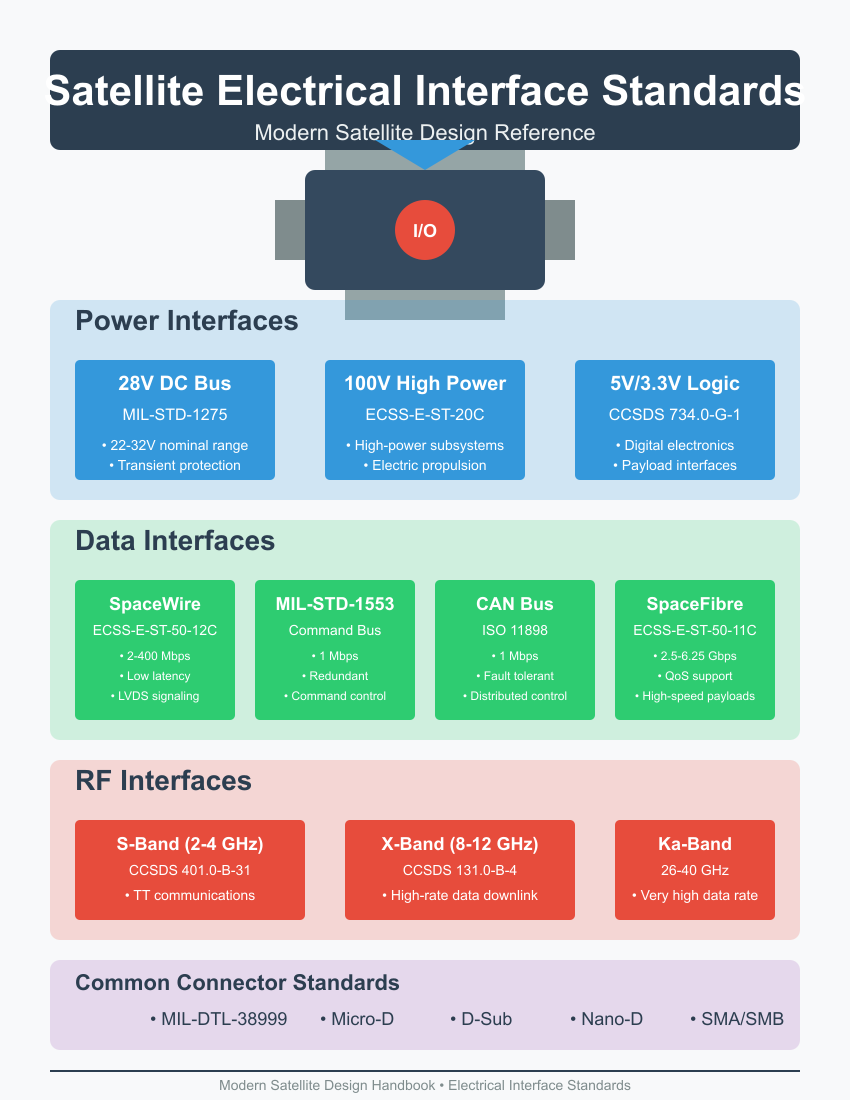 Satellite Electrical Interface Standards
Modern Satellite Design Reference
I/O
Power Interfaces
28V DC Bus
MIL-STD-1275
• 22-32V nominal range
• Transient protection
100V High Power
ECSS-E-ST-20C
• High-power subsystems
• Electric propulsion
5V/3.3V Logic
CCSDS 734.0-G-1
• Digital electronics
• Payload interfaces
Data Interfaces
SpaceWire
ECSS-E-ST-50-12C
• 2-400 Mbps
• Low latency
• LVDS signaling
MIL-STD-1553
Command Bus
• 1 Mbps
• Redundant
• Command control
CAN Bus
ISO 11898
• 1 Mbps
• Fault tolerant
• Distributed control
SpaceFibre
ECSS-E-ST-50-11C
• 2.5-6.25 Gbps
• QoS support
• High-speed payloads
RF Interfaces
S-Band (2-4 GHz)
CCSDS 401.0-B-31
• TT communications
X-Band (8-12 GHz)
CCSDS 131.0-B-4
• High-rate data downlink
Ka-Band
26-40 GHz
• Very high data rate
Common Connector Standards
• MIL-DTL-38999 • Micro-D • D-Sub • Nano-D • SMA/SMB
Modern Satellite Design Handbook • Electrical Interface Standards